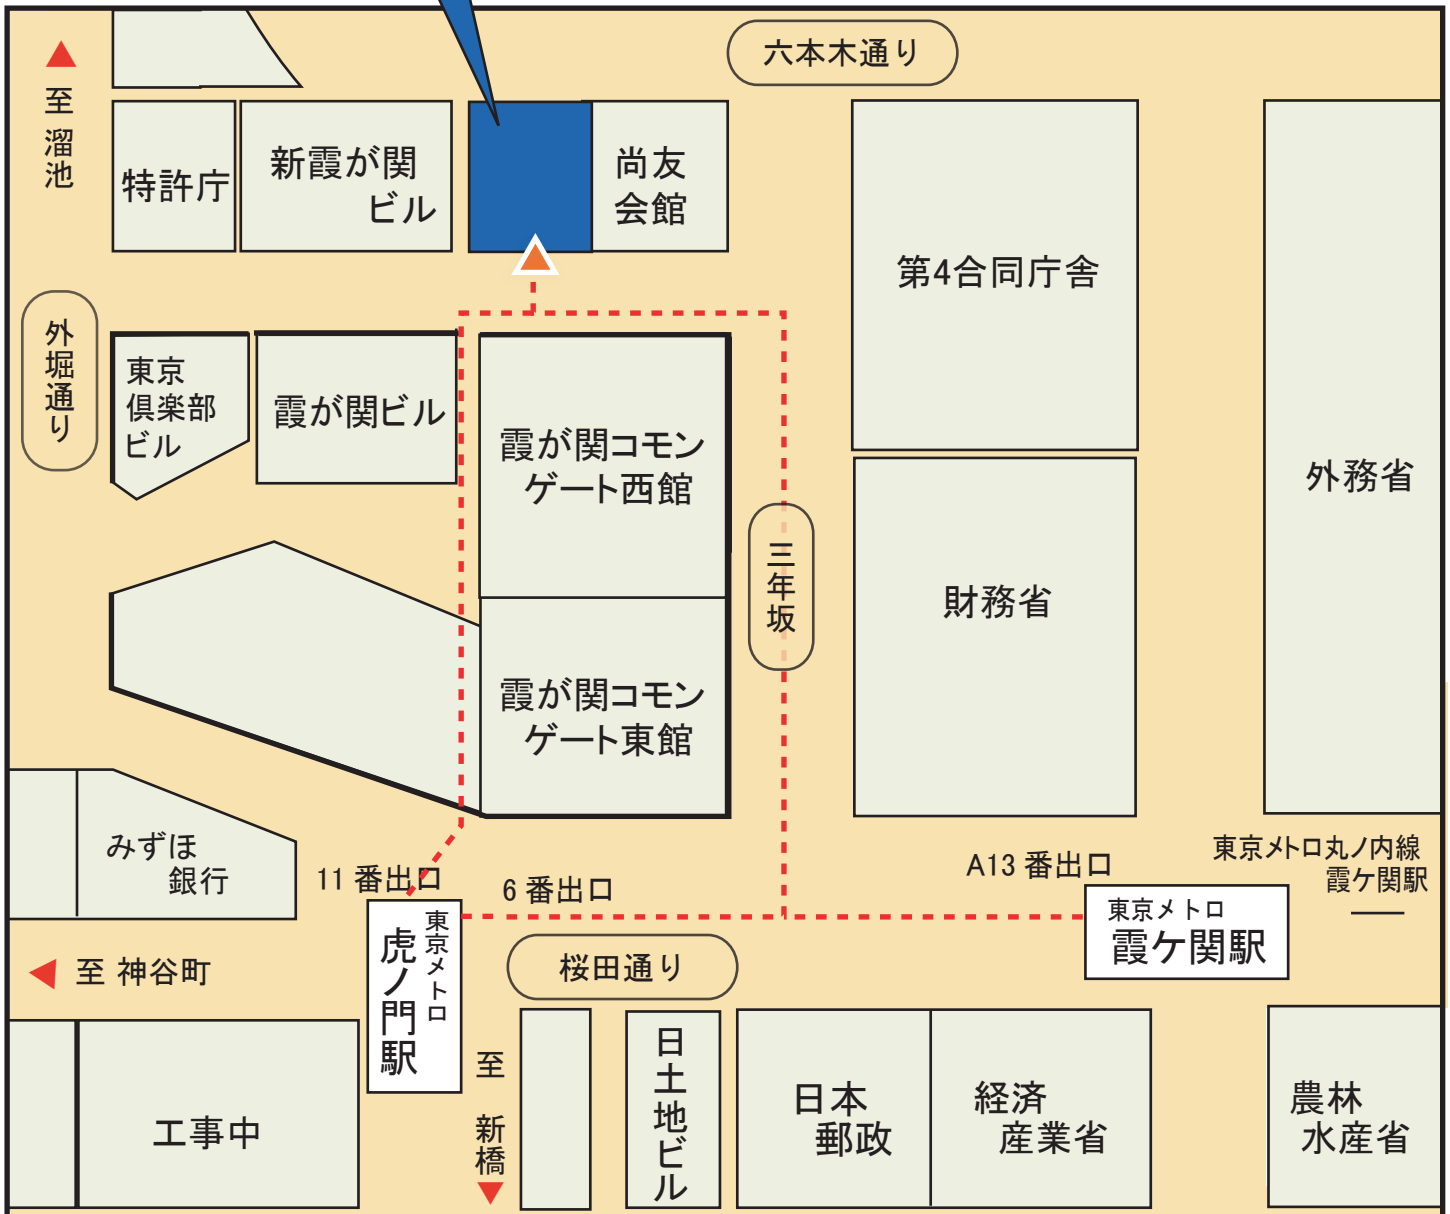 六本木通り
至
溜池
特許庁
新霞が関
ビル
尚友
会館
第4合同庁舎
外堀通り
東京
倶楽部
ビル
霞が関ビル
霞が関コモン
ゲート西館
外務省
三年坂
財務省
霞が関コモン
ゲート東館
みずほ
銀行
11 番出口
6 番出口
A13 番出口
東京メトロ丸ノ内線
霞ケ関駅
東京メトロ
虎ノ門駅
東京メトロ
霞ケ関駅
桜田通り
至 神谷町
至
新橋
工事中
日土地ビル
日本
郵政
経済
産業省
農林
水産省